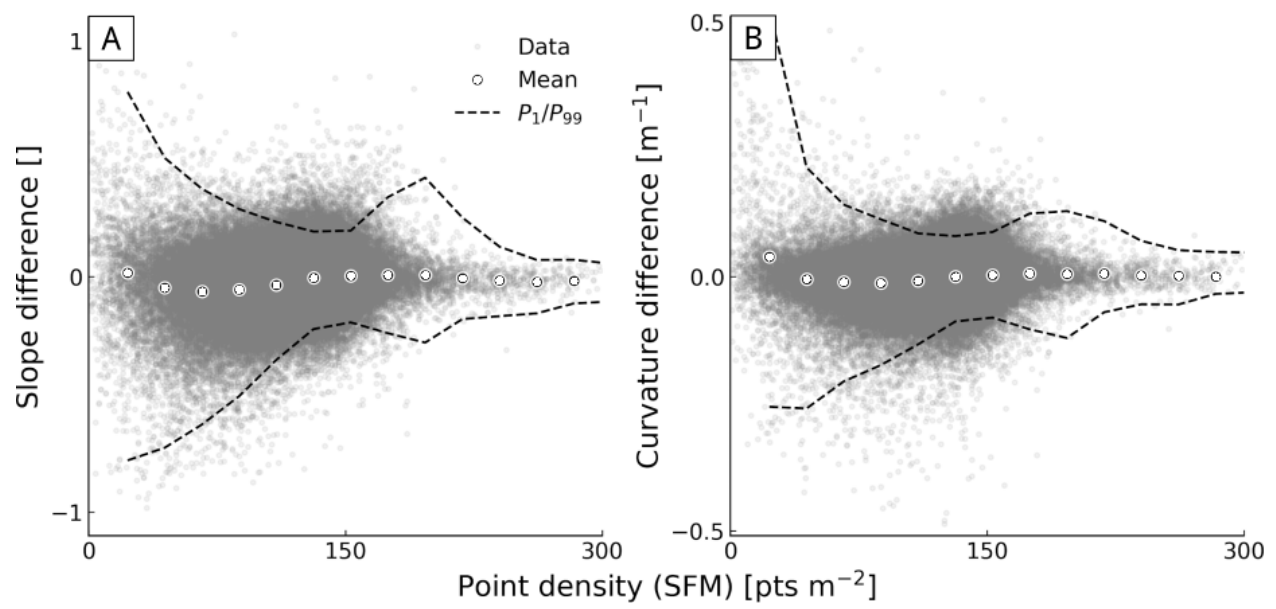 A
Data
Mean
P₁/P₉₉
Slope difference []
1
0
−1
0
150
300
B
Curvature difference [m⁻¹]
0.5
0.0
−0.5
0
150
300
Point density (SFM) [pts m⁻²]